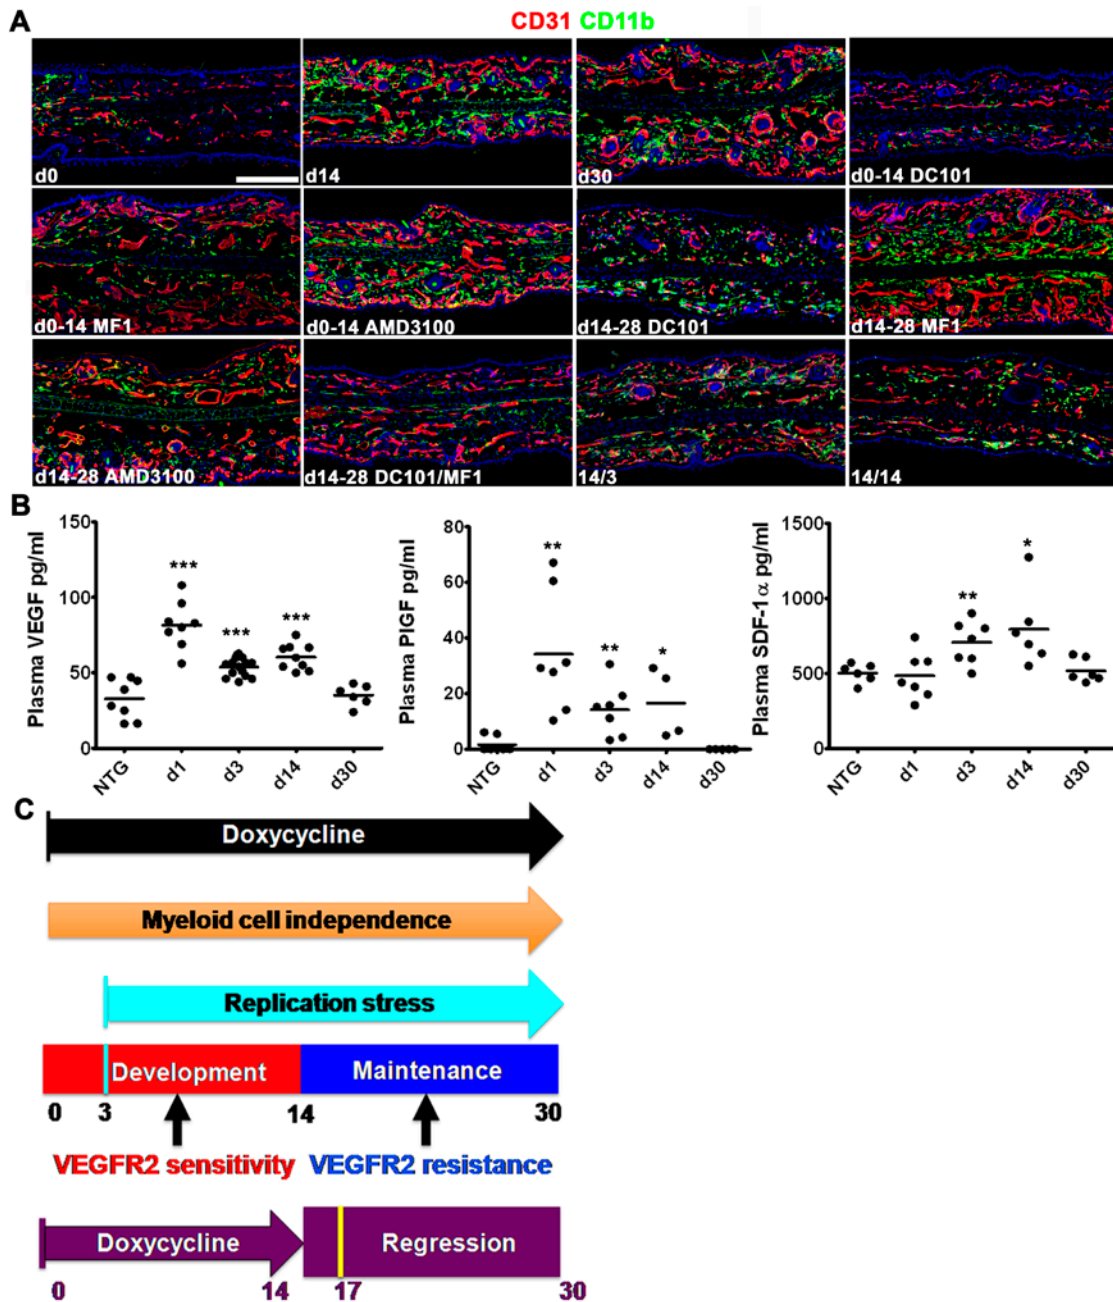 A
CD31 CD11b
d0
d14
d30
d0-14 DC101
d0-14 MF1
d0-14 AMD3100
d14-28 DC101
d14-28 MF1
d14-28 AMD3100
d14-28 DC101/MF1
14/3
14/14
B
Plasma VEGF pg/ml
150
100
50
0
***
***
***
NTG
d1
d3
d14
d30
Plasma PlGF pg/ml
80
60
40
20
0
**
**
*
NTG
d1
d3
d14
d30
Plasma SDF-1α pg/ml
1500
1000
5000
0
**
*
NTG
d1
d3
d14
d30
C
Doxycycline
Myeloid cell independence
Replication stress
Development
Maintenance
0 3 14 30
VEGFR2 sensitivity
VEGFR2 resistance
Doxycycline
Regression
0 14 17 30